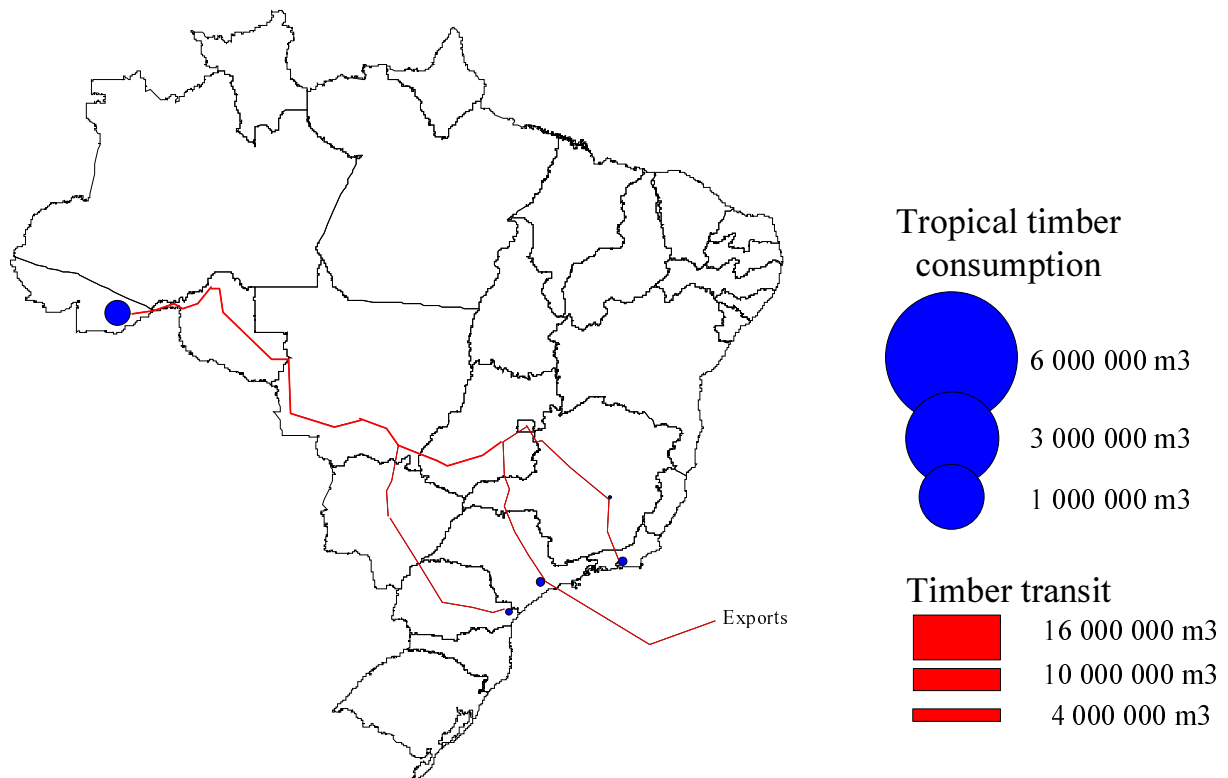 Tropical timber
consumption
6 000 000 m3
3 000 000 m3
1 000 000 m3
Exports
Timber transit
16 000 000 m3
10 000 000 m3
4 000 000 m3